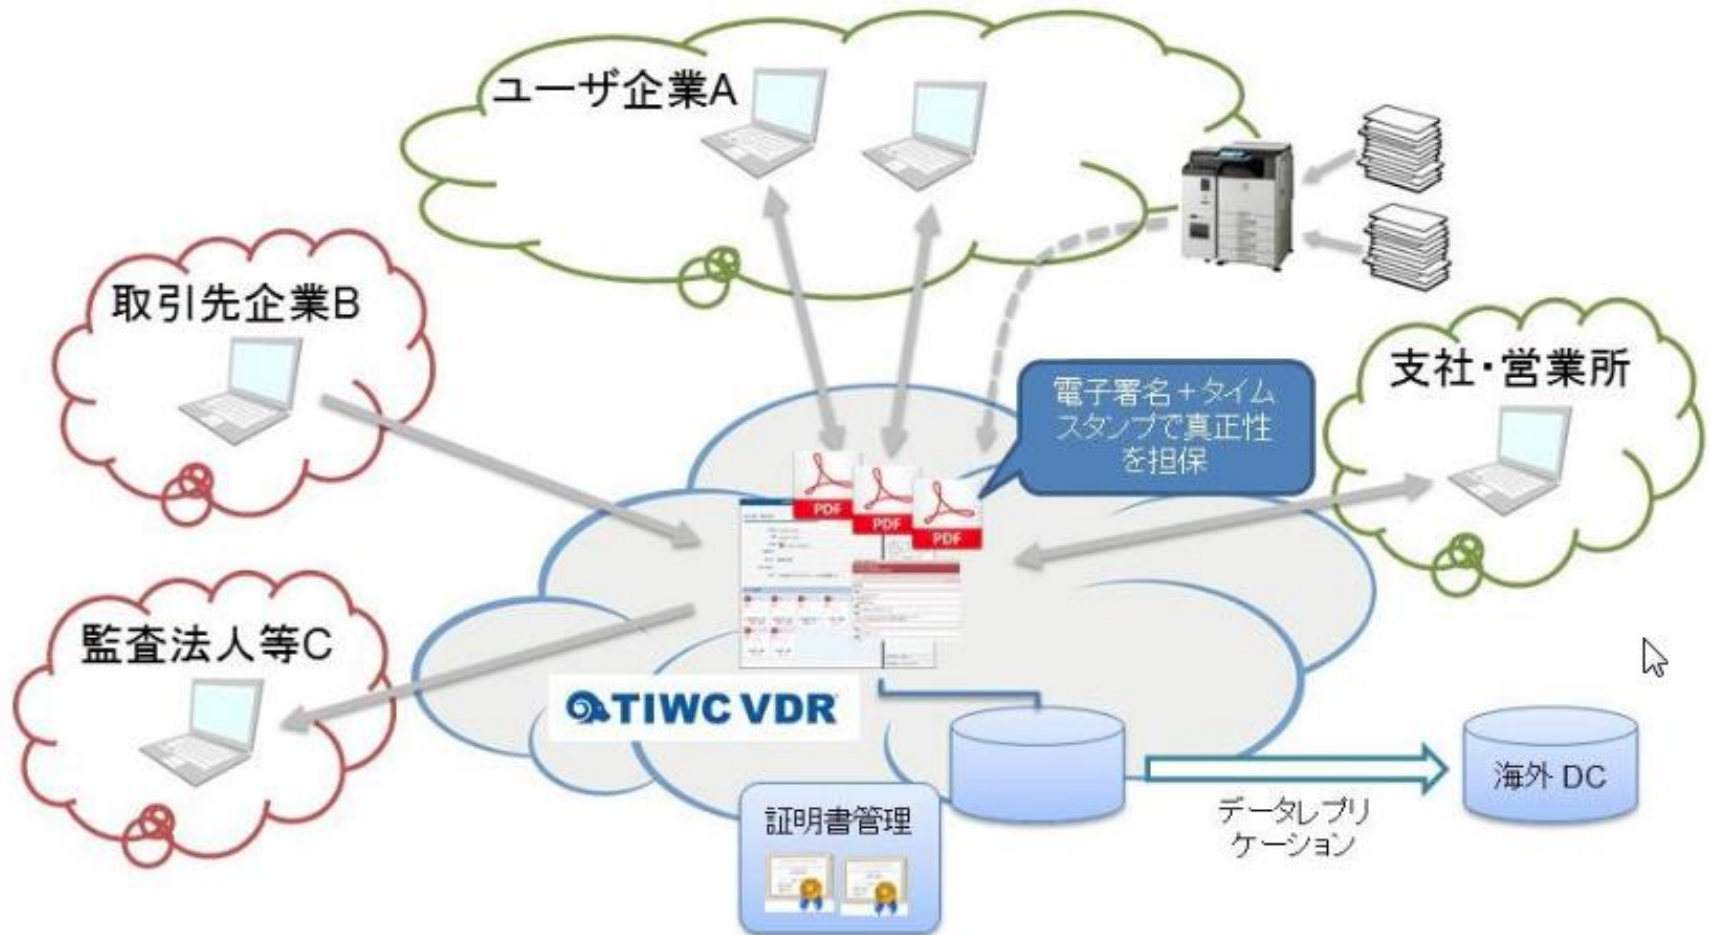 ユーザ企業A
取引先企業B
支社・営業所
電子署名＋タイム
スタンプで真正性
を担保
PDF
PDF
PDF
監査法人等C
TIWC VDR
海外 DC
証明書管理
データレプリ
ケーション